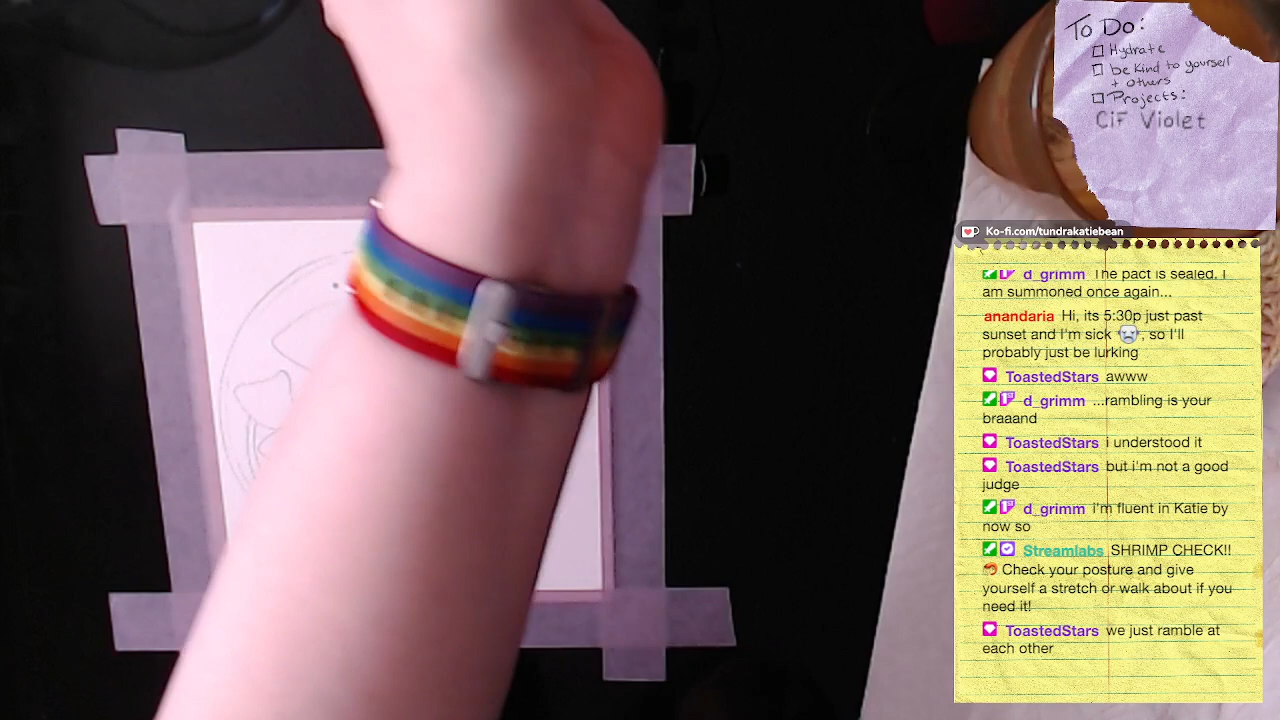 To Do:
Hydrate
be Kind to yourself
+ others
Projects:
CiF Violet
Ko-fi.com/tundrakatiebean
d_grimm The pact is sealed. I
am summoned once again...
anandaria Hi, its 5:30p just past
sunset and I'm sick , so I'll
probably just be lurking
ToastedStars awww
d_grimm ...rambling is your
braaand
ToastedStars i understood it
ToastedStars but i'm not a good
judge
d_grimm i'm fluent in Katie by
now so
Streamlabs SHRIMP CHECK!!
Check your posture and give
yourself a stretch or walk about if you
need it!
ToastedStars we just ramble at
each other